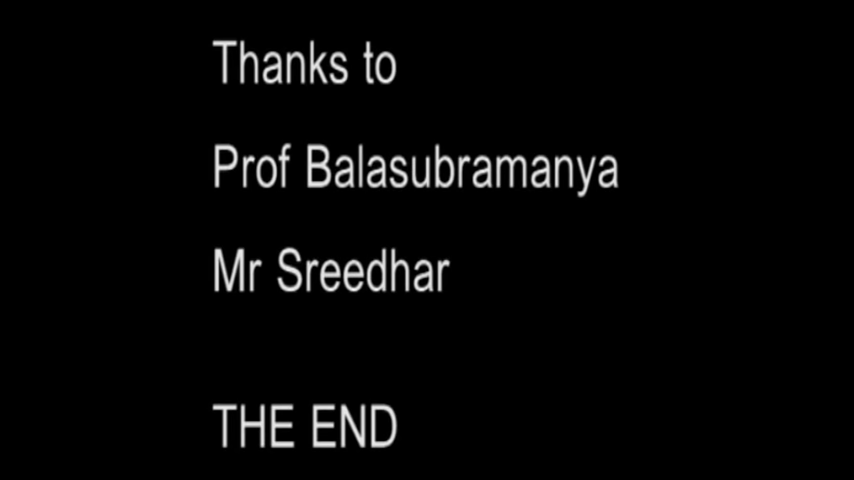 Thanks to
Prof Balasubramanya
Mr Sreedhar
THE END